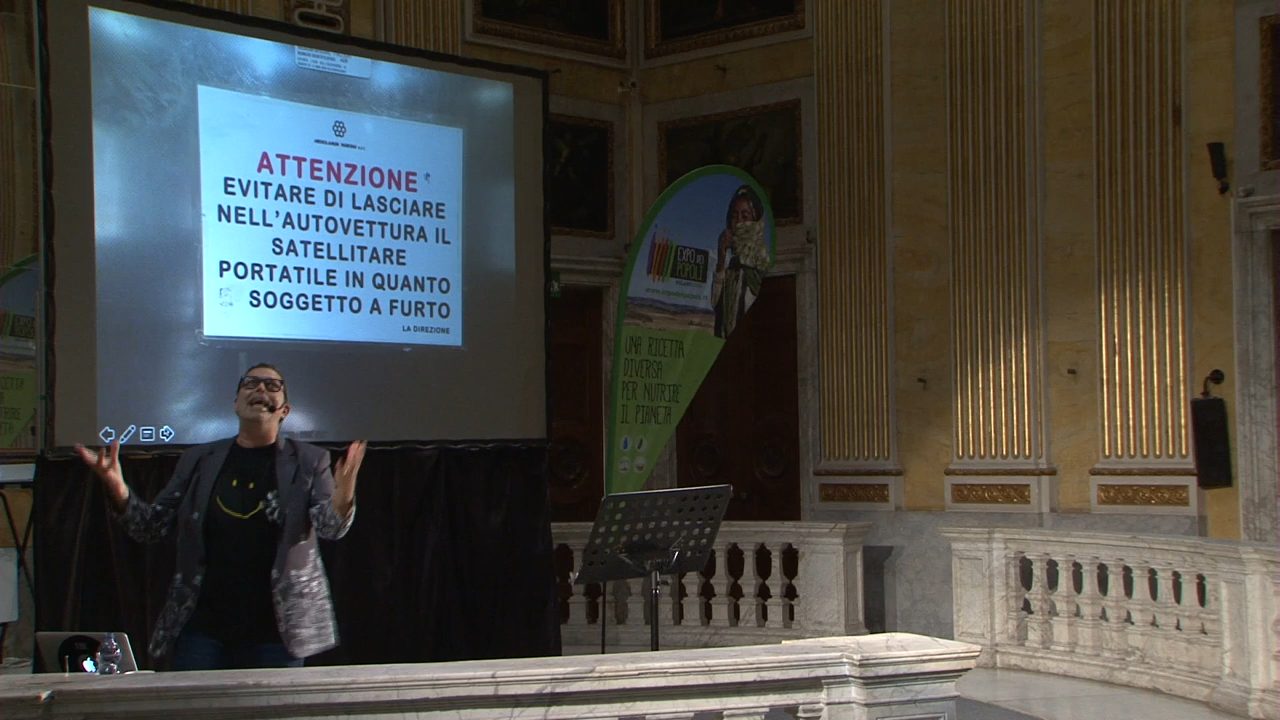 ATTENZIONE
EVITARE DI LASCIARE
NELL'AUTOVETTURA IL
SATELLITARE
PORTATILE IN QUANTO
SOGGETTO A FURTO
LA DIREZIONE
EXPO DEI
POPOLI
UNA RICETTA
DIVERSA
PER NUTRIRE
IL PIANETA